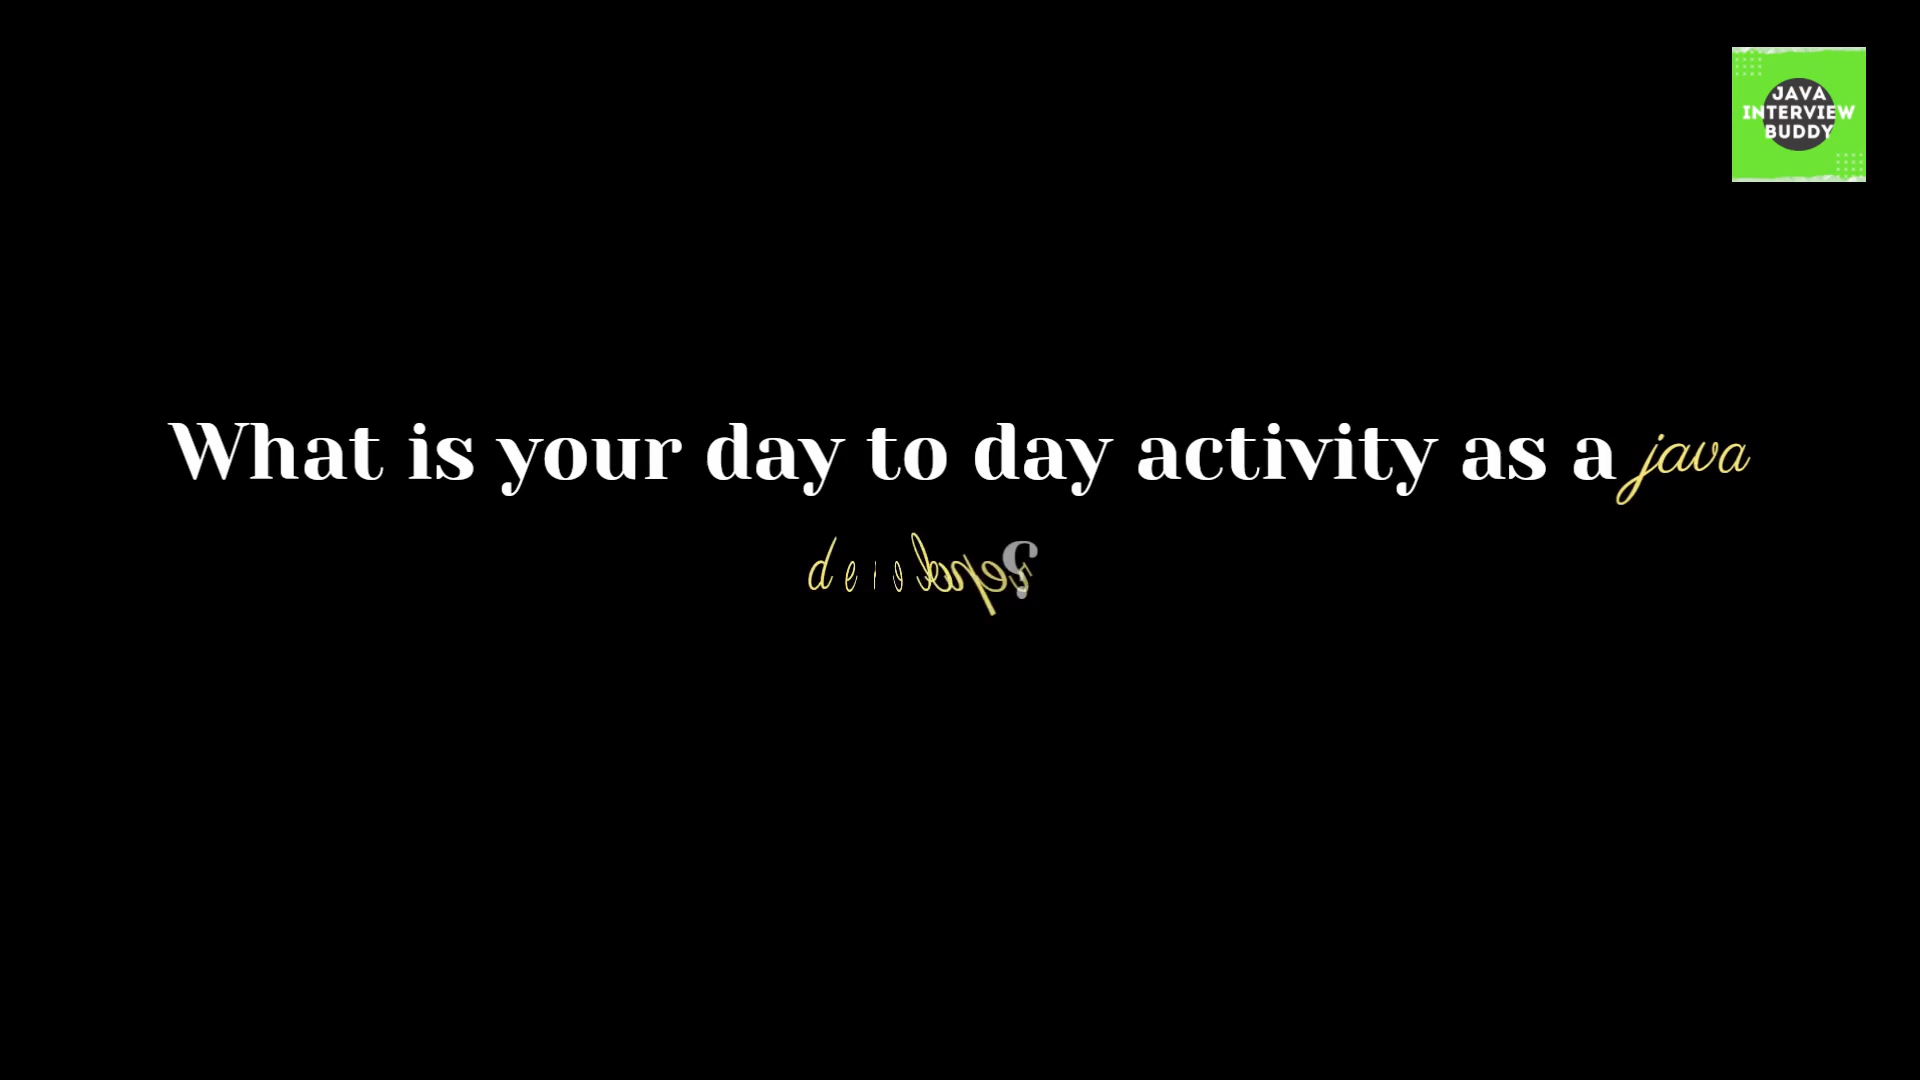 JAVA
INTERVIEW
BUDDY
What is your day to day activity as a java